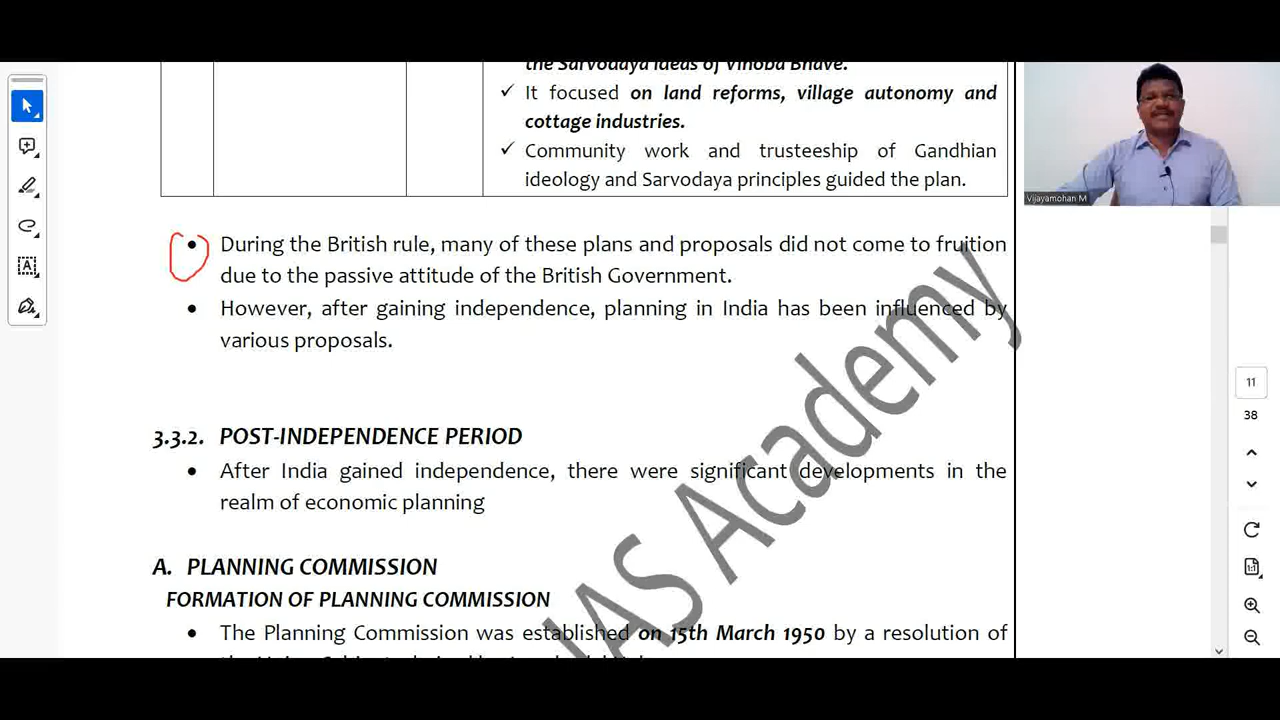 the Sarvodaya ideas of Vinoba Bhave.
✓ It focused on land reforms, village autonomy and
cottage industries.
✓ Community work and trusteeship of Gandhian
ideology and Sarvodaya principles guided the plan.
Vijayamohan M
• During the British rule, many of these plans and proposals did not come to fruition
due to the passive attitude of the British Government.
• However, after gaining independence, planning in India has been influenced by
various proposals.
11
38
3.3.2. POST-INDEPENDENCE PERIOD
• After India gained independence, there were significant developments in the
realm of economic planning
A. PLANNING COMMISSION
FORMATION OF PLANNING COMMISSION
• The Planning Commission was established on 15th March 1950 by a resolution of
IAS Academy
1:1
A